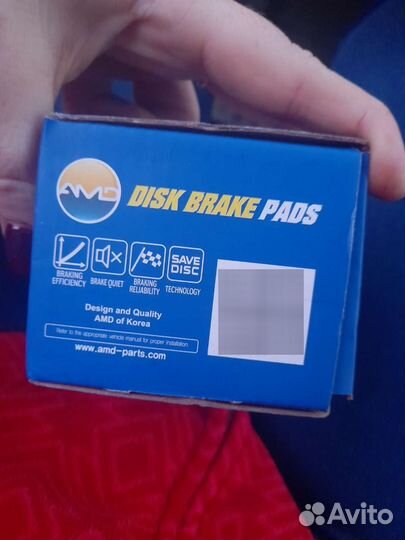 AMD
DISK BRAKE PADS
BRAKING EFFICIENCY
BRAKE QUIET
BRAKING RELIABILITY
SAVE DISC
TECHNOLOGY
Design and Quality
AMD of Korea
Refer to the appropriate vehicle manual for proper installation
www.amd-parts.com
Avito